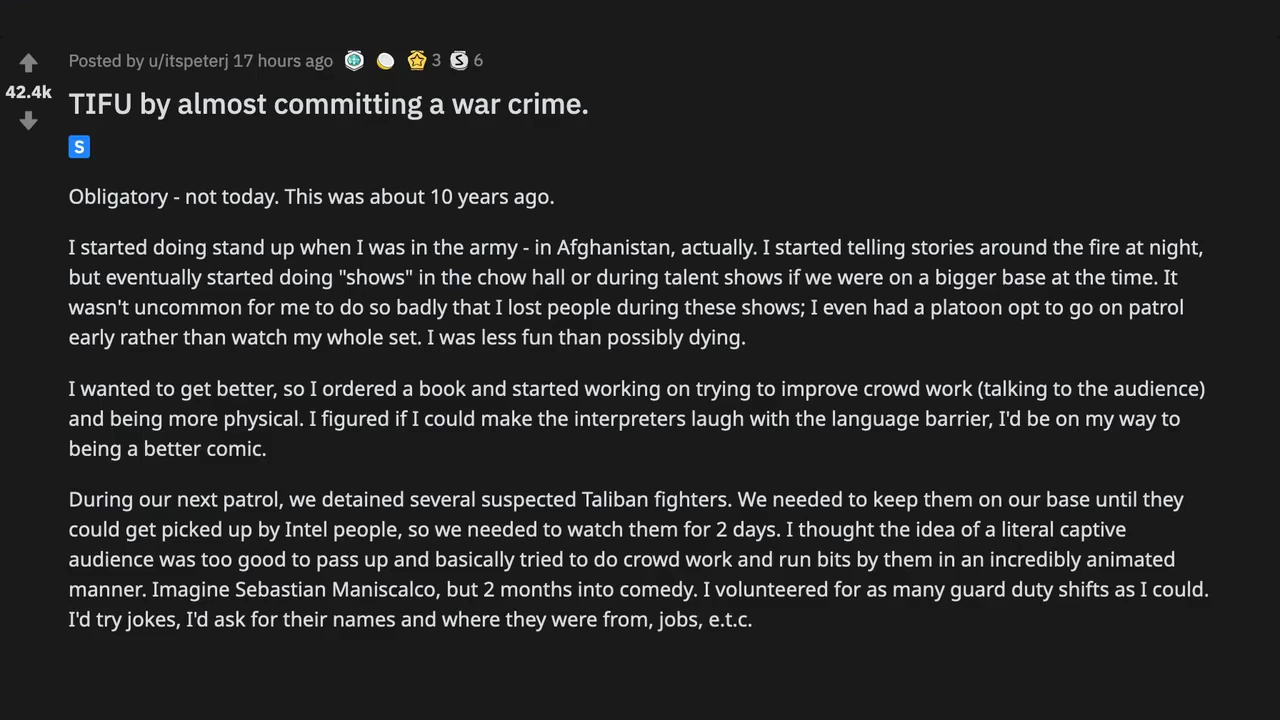 Posted by u/itspeterj 17 hours ago 3 S 6
42.4k
TIFU by almost committing a war crime.
S
Obligatory - not today. This was about 10 years ago.
I started doing stand up when I was in the army - in Afghanistan, actually. I started telling stories around the fire at night,
but eventually started doing "shows" in the chow hall or during talent shows if we were on a bigger base at the time. It
wasn't uncommon for me to do so badly that I lost people during these shows; I even had a platoon opt to go on patrol
early rather than watch my whole set. I was less fun than possibly dying.
I wanted to get better, so I ordered a book and started working on trying to improve crowd work (talking to the audience)
and being more physical. I figured if I could make the interpreters laugh with the language barrier, I'd be on my way to
being a better comic.
During our next patrol, we detained several suspected Taliban fighters. We needed to keep them on our base until they
could get picked up by Intel people, so we needed to watch them for 2 days. I thought the idea of a literal captive
audience was too good to pass up and basically tried to do crowd work and run bits by them in an incredibly animated
manner. Imagine Sebastian Maniscalco, but 2 months into comedy. I volunteered for as many guard duty shifts as I could.
I'd try jokes, I'd ask for their names and where they were from, jobs, e.t.c.